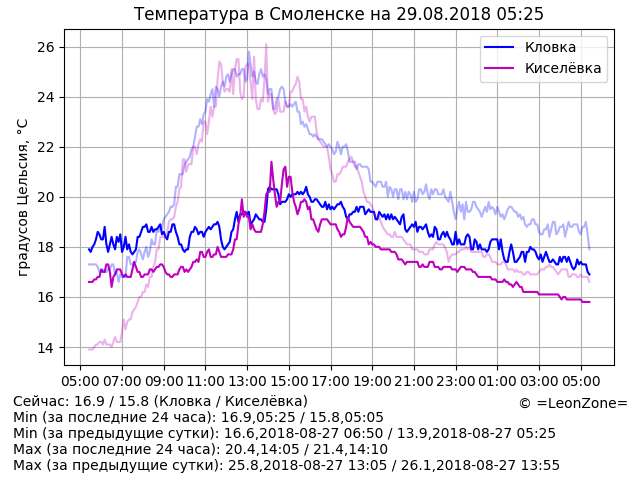 Температура в Смоленске на 29.08.2018 05:25
Кловка
Киселёвка
градусов Цельсия, °C
26
24
22
20
18
16
14
05:00 07:00 09:00 11:00 13:00 15:00 17:00 19:00 21:00 23:00 01:00 03:00 05:00
Сейчас: 16.9 / 15.8 (Кловка / Киселёвка)
© =LeonZone=
Min (за последние 24 часа): 16.9,05:25 / 15.8,05:05
Min (за предыдущие сутки): 16.6,2018-08-27 06:50 / 13.9,2018-08-27 05:25
Max (за последние 24 часа): 20.4,14:05 / 21.4,14:10
Max (за предыдущие сутки): 25.8,2018-08-27 13:05 / 26.1,2018-08-27 13:55